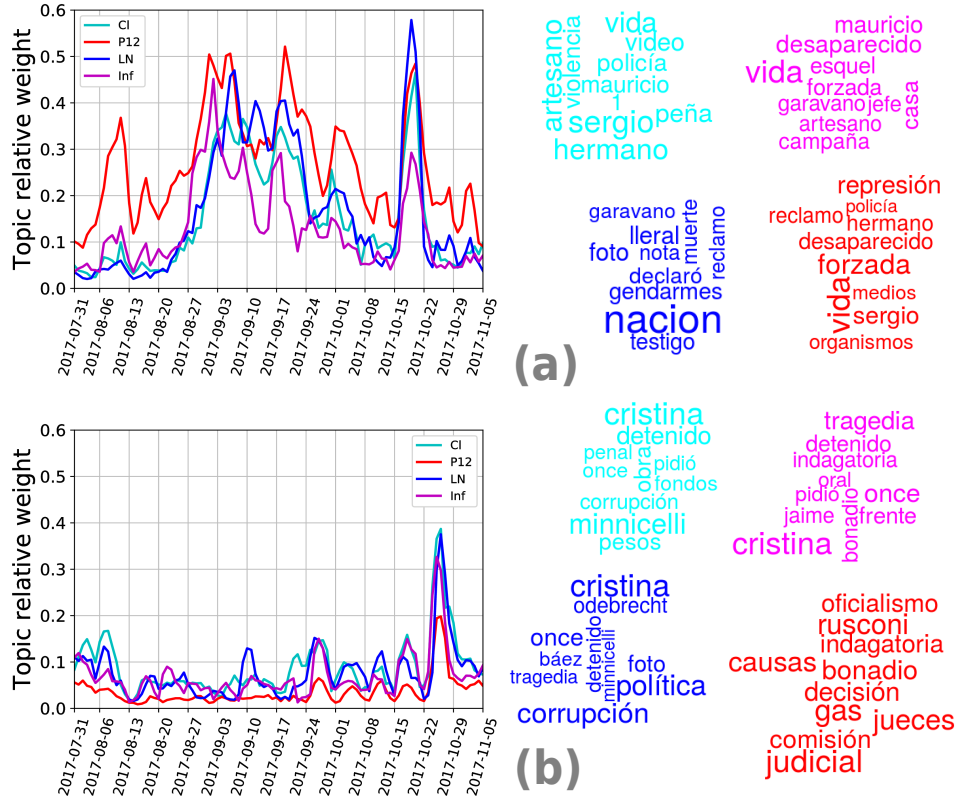 0.6
0.5
0.4
0.3
0.2
0.1
0.0
Topic relative weight
Cl
P12
LN
Inf
2017-07-31
2017-08-06
2017-08-13
2017-08-20
2017-08-27
2017-09-03
2017-09-10
2017-09-17
2017-09-24
2017-10-01
2017-10-08
2017-10-15
2017-10-22
2017-10-29
2017-11-05
artesano
violencia
vida
video
policía
mauricio
1
sergio
peña
hermano
mauricio
desaparecido
vida
esquel
forzada
garavano
jefe
casa
artesano
campaña
garavano
lleral
muerte
reclamo
foto
nota
declaró
gendarmes
nacion
testigo
represión
policía
reclamo
hermano
desaparecido
forzada
vida
medios
sergio
organismos
(a)
0.6
0.5
0.4
0.3
0.2
0.1
0.0
Topic relative weight
Cl
P12
LN
Inf
2017-07-31
2017-08-06
2017-08-13
2017-08-20
2017-08-27
2017-09-03
2017-09-10
2017-09-17
2017-09-24
2017-10-01
2017-10-08
2017-10-15
2017-10-22
2017-10-29
2017-11-05
cristina
detenido
penal
obra
pidió
once
fondos
corrupción
minnicelli
pesos
tragedia
detenido
indagatoria
oral
pidió
bonadio
once
jaime
frente
cristina
cristina
odebrecht
once
detenido
minnicelli
báez
foto
tragedia
política
corrupción
oficialismo
rusconi
indagatoria
causas
bonadio
decisión
gas
jueces
comisión
judicial
(b)